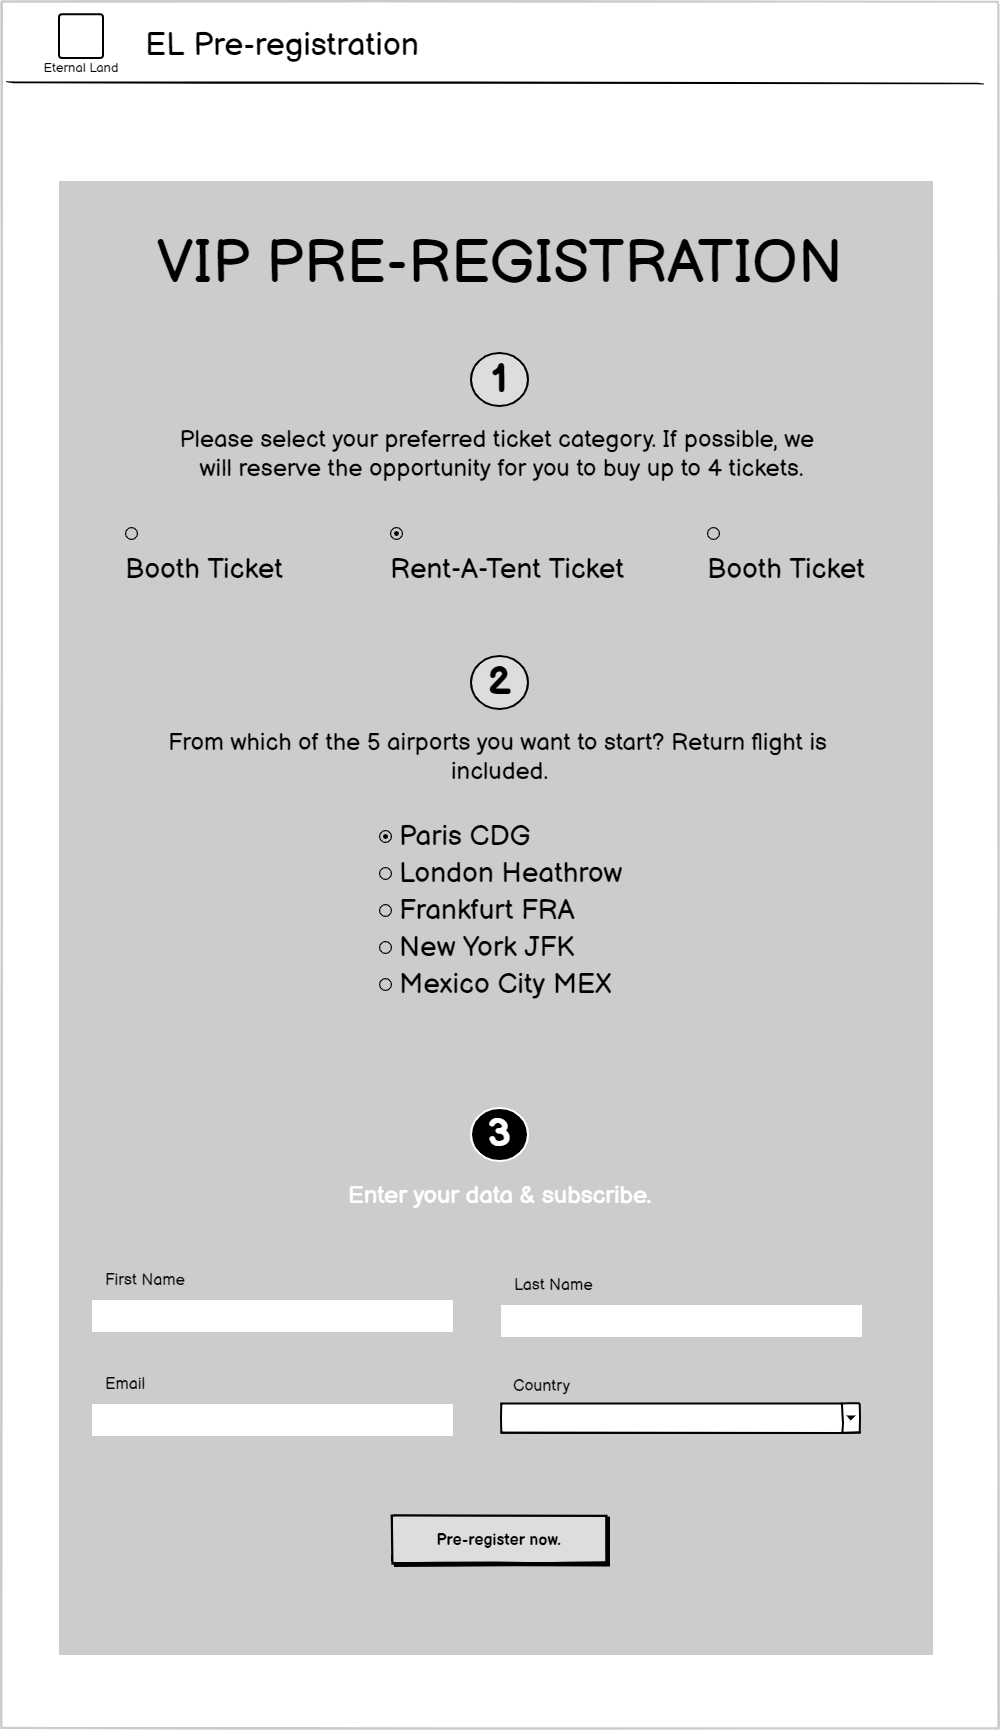 Eternal Land
EL Pre-registration
VIP PRE-REGISTRATION
1
Please select your preferred ticket category. If possible, we
will reserve the opportunity for you to buy up to 4 tickets.
Booth Ticket
Rent-A-Tent Ticket
Booth Ticket
2
From which of the 5 airports you want to start? Return flight is
included.
Paris CDG
London Heathrow
Frankfurt FRA
New York JFK
Mexico City MEX
3
Enter your data & subscribe.
First Name
Last Name
Email
Country
Pre-register now.